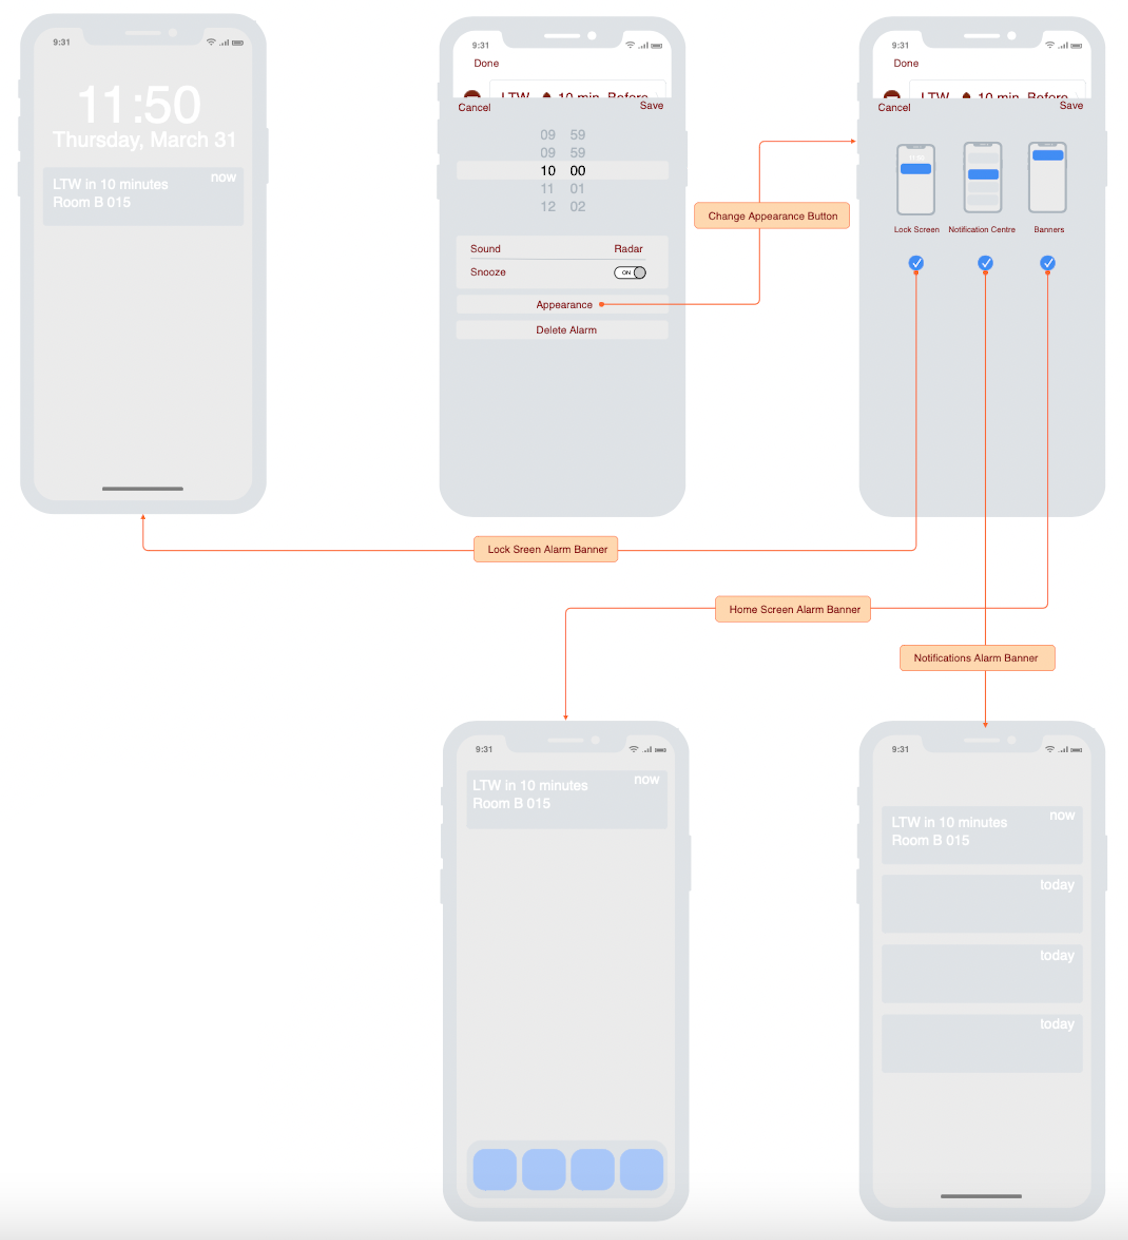 9:31
11:50
Thursday, March 31
now
LTW in 10 minutes
Room B 015
9:31
Done
LTW 10 min. Before
Cancel Save
09 59
09 59
10 00
11 01
12 02
Sound Radar
Snooze ON
Appearance
Delete Alarm
Change Appearance Button
9:31
Done
LTW 10 min. Before
Cancel Save
Lock Screen Notification Centre Banners
Lock Sreen Alarm Banner
Home Screen Alarm Banner
Notifications Alarm Banner
9:31
now
LTW in 10 minutes
Room B 015
9:31
now
LTW in 10 minutes
Room B 015
today
today
today